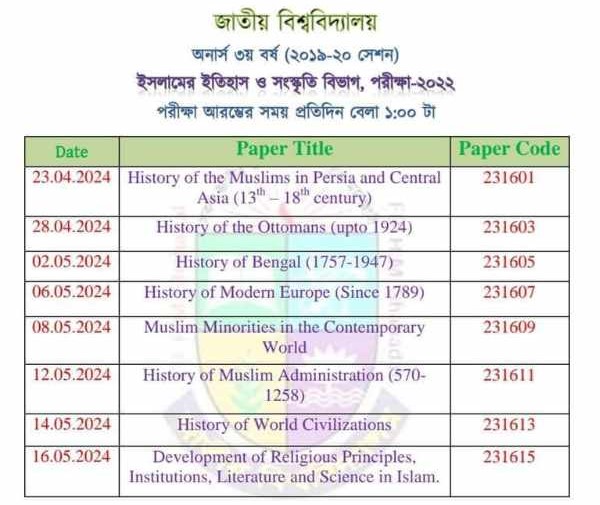 জাতীয় বিশ্ববিদ্যালয়
অনার্স ৩য় বর্ষ (২০১৯-২০ সেশন)
ইসলামের ইতিহাস ও সংস্কৃতি বিভাগ, পরীক্ষা-২০২২
পরীক্ষা আরম্ভের সময় প্রতিদিন বেলা ১:০০ টা
Date Paper Title Paper Code
23.04.2024 History of the Muslims in Persia and Central 231601
Asia (13th – 18th century)
28.04.2024 History of the Ottomans (upto 1924) 231603
02.05.2024 History of Bengal (1757-1947) 231605
06.05.2024 History of Modern Europe (Since 1789) 231607
08.05.2024 Muslim Minorities in the Contemporary 231609
World
12.05.2024 History of Muslim Administration (570- 231611
1258)
14.05.2024 History of World Civilizations 231613
16.05.2024 Development of Religious Principles, 231615
Institutions, Literature and Science in Islam.